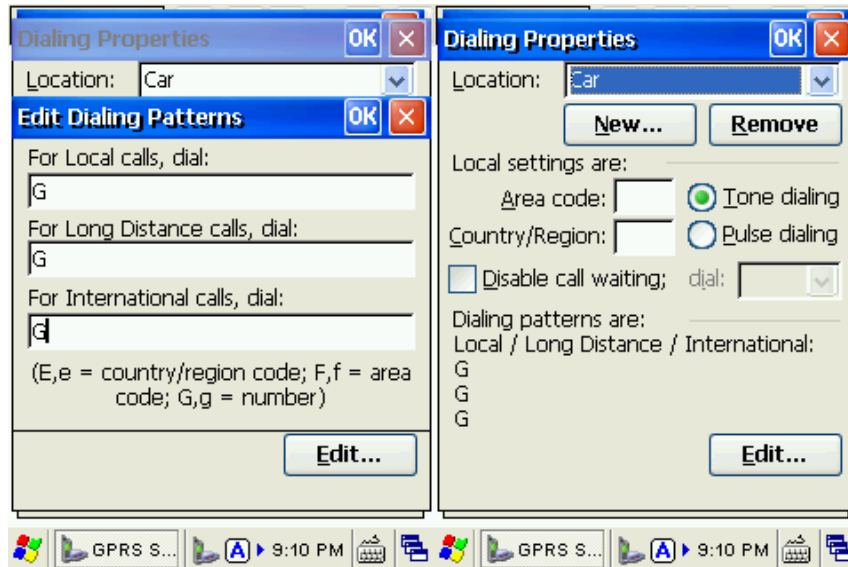 Dialing Properties OK
Location: Car
Edit Dialing Patterns OK
For Local calls, dial:
G
For Long Distance calls, dial:
G
For International calls, dial:
G
(E,e = country/region code; F,f = area
code; G,g = number)
Edit...
GPRS S... A 9:10 PM
Dialing Properties OK
Location: Car
New... Remove
Local settings are:
Area code: Tone dialing
Country/Region: Pulse dialing
Disable call waiting; dial:
Dialing patterns are:
Local / Long Distance / International:
G
G
G
Edit...
GPRS S... A 9:10 PM